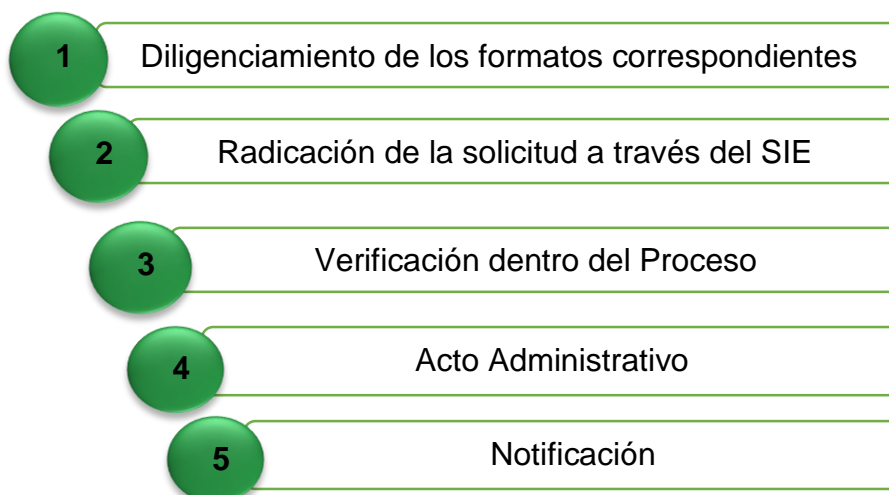 1 Diligenciamiento de los formatos correspondientes
2 Radicación de la solicitud a través del SIE
3 Verificación dentro del Proceso
4 Acto Administrativo
5 Notificación